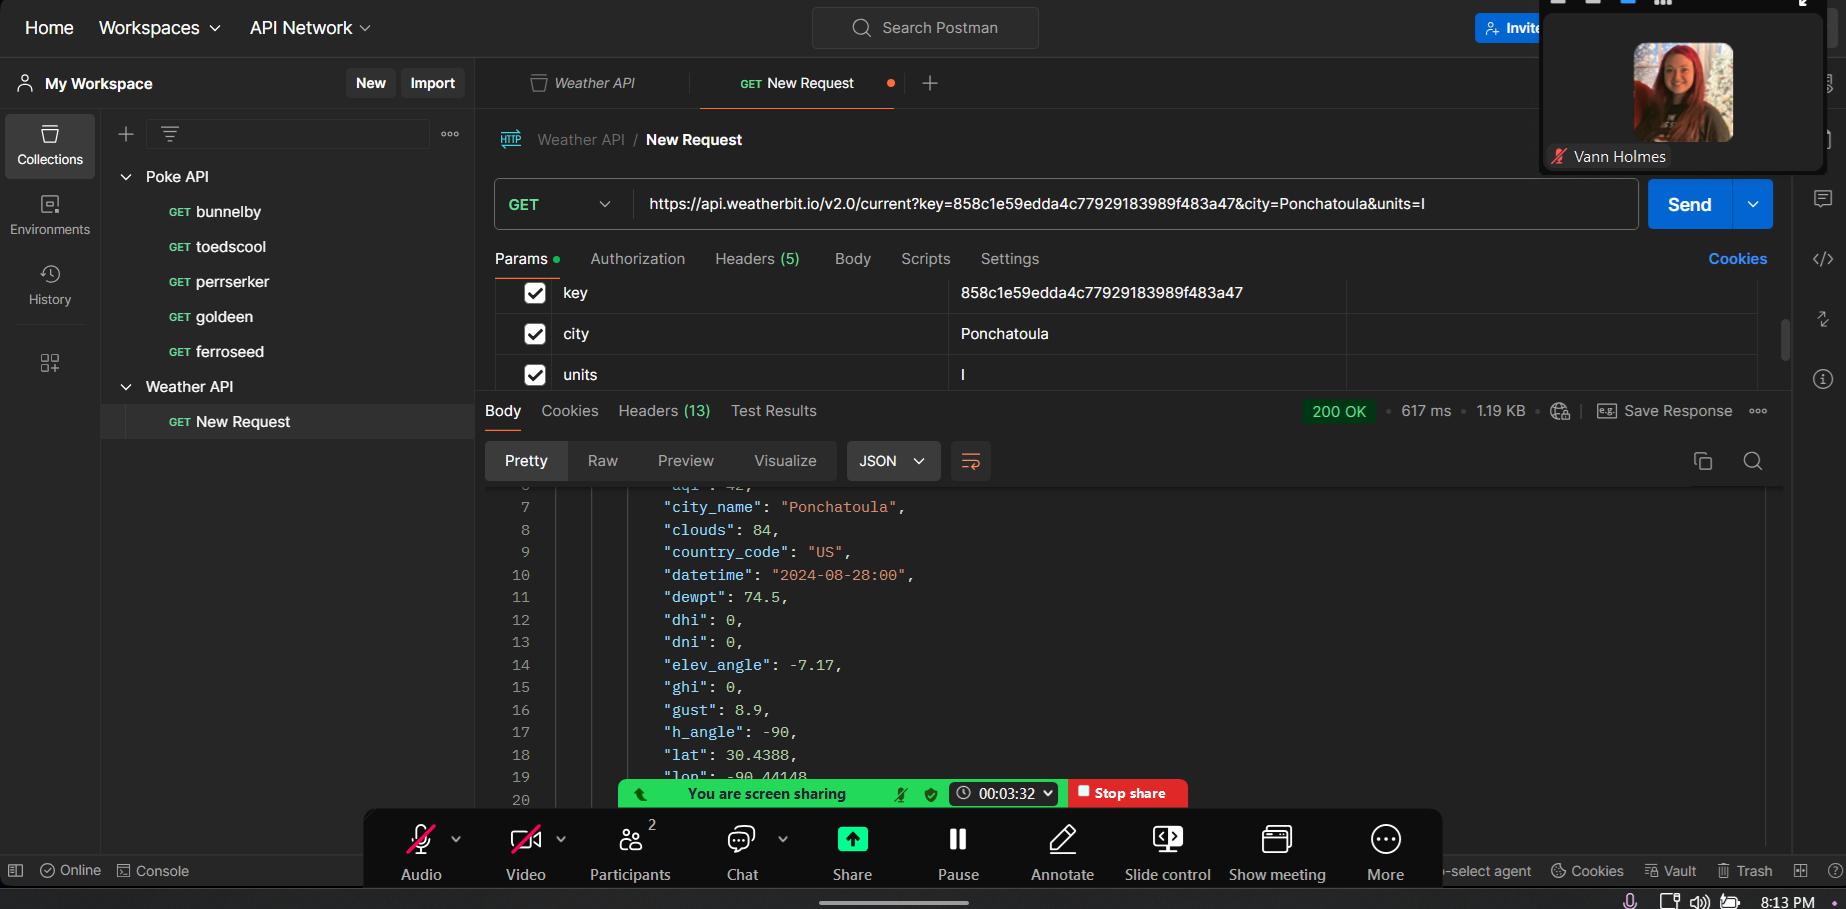 Home Workspaces API Network Search Postman Invite
My Workspace New Import Weather API GET New Request
Collections
Environments
History
Poke API
GET bunnelby
GET toedscool
GET perrserker
GET goldeen
GET ferroseed
Weather API
GET New Request
HTTP Weather API / New Request
Vann Holmes
GET https://api.weatherbit.io/v2.0/current?key=858c1e59edda4c77929183989f483a47&city=Ponchatoula&units=I Send
Params Authorization Headers (5) Body Scripts Settings Cookies
key 858c1e59edda4c77929183989f483a47
city Ponchatoula
units I
Body Cookies Headers (13) Test Results 200 OK 617 ms 1.19 KB e.g. Save Response
Pretty Raw Preview Visualize JSON
6 "aqi": 42,
7 "city_name": "Ponchatoula",
8 "clouds": 84,
9 "country_code": "US",
10 "datetime": "2024-08-28:00",
11 "dewpt": 74.5,
12 "dhi": 0,
13 "dni": 0,
14 "elev_angle": -7.17,
15 "ghi": 0,
16 "gust": 8.9,
17 "h_angle": -90,
18 "lat": 30.4388,
19 "lon": -90.44148
20
You are screen sharing 00:03:32 Stop share
Audio Video Participants 2 Chat Share Pause Annotate Slide control Show meeting More
Online Console -select agent Cookies Vault Trash
8:13 PM